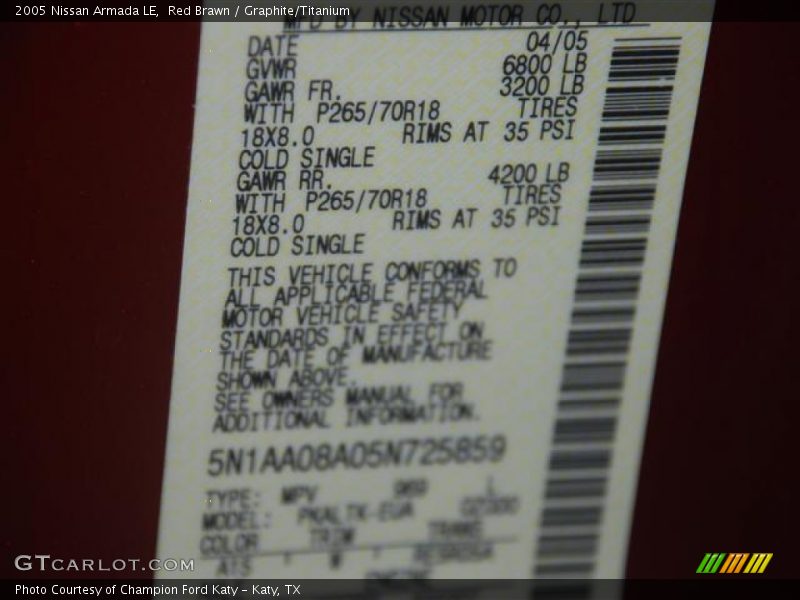 2005 Nissan Armada LE, Red Brawn / Graphite/Titanium
MFD BY NISSAN MOTOR CO., LTD
DATE 04/05
GVWR 6800 LB
GAWR FR. 3200 LB
WITH P265/70R18 TIRES
18X8.0 RIMS AT 35 PSI
COLD SINGLE
GAWR RR. 4200 LB
WITH P265/70R18 TIRES
18X8.0 RIMS AT 35 PSI
COLD SINGLE
THIS VEHICLE CONFORMS TO
ALL APPLICABLE FEDERAL
MOTOR VEHICLE SAFETY
STANDARDS IN EFFECT ON
THE DATE OF MANUFACTURE
SHOWN ABOVE.
SEE OWNERS MANUAL FOR
ADDITIONAL INFORMATION.
5N1AA08A05N725859
TYPE: MPV
MODEL:
COLOR TRIM TRANS
A15
GTCARLOT.COM
Photo Courtesy of Champion Ford Katy - Katy, TX